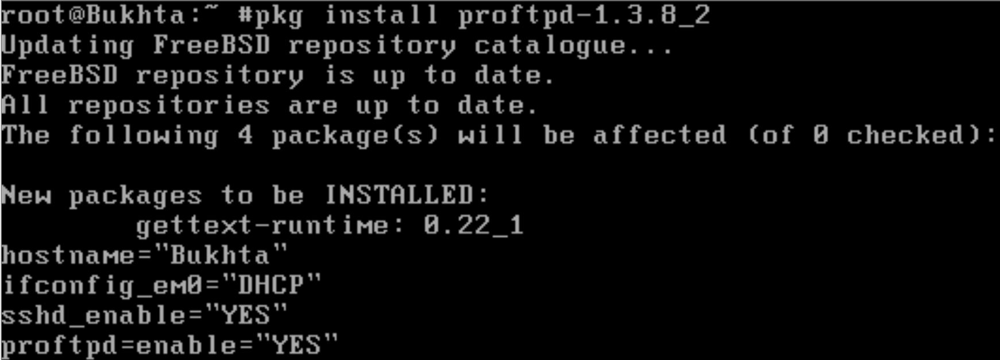 root@Bukhta:~ #pkg install proftpd-1.3.8_2
Updating FreeBSD repository catalogue...
FreeBSD repository is up to date.
All repositories are up to date.
The following 4 package(s) will be affected (of 0 checked):
New packages to be INSTALLED:
gettext-runtime: 0.22_1
hostname="Bukhta"
ifconfig_em0="DHCP"
sshd_enable="YES"
proftpd=enable="YES"